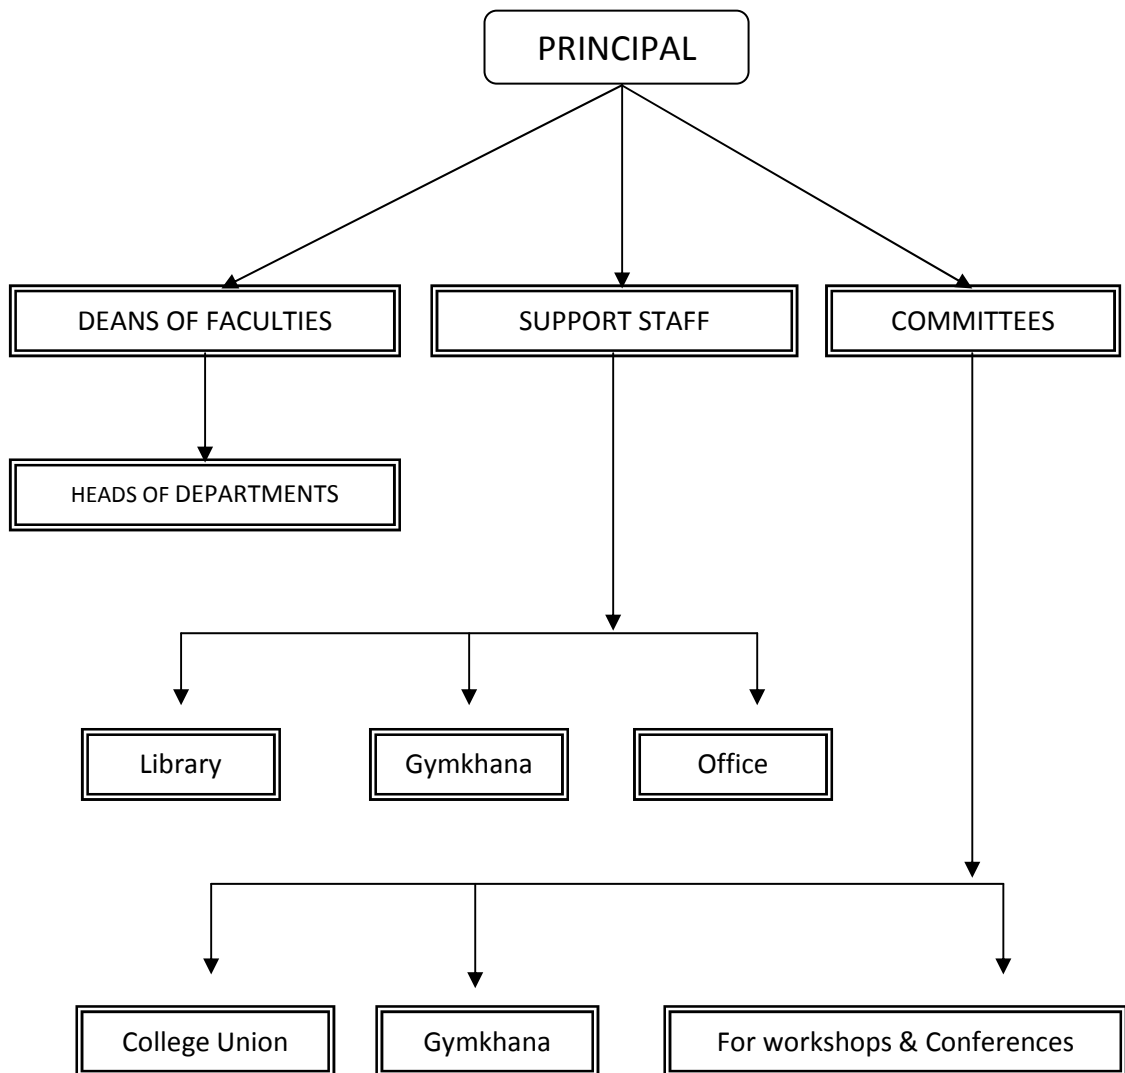 PRINCIPAL
DEANS OF FACULTIES
SUPPORT STAFF
COMMITTEES
HEADS OF DEPARTMENTS
Library
Gymkhana
Office
College Union
Gymkhana
For workshops & Conferences